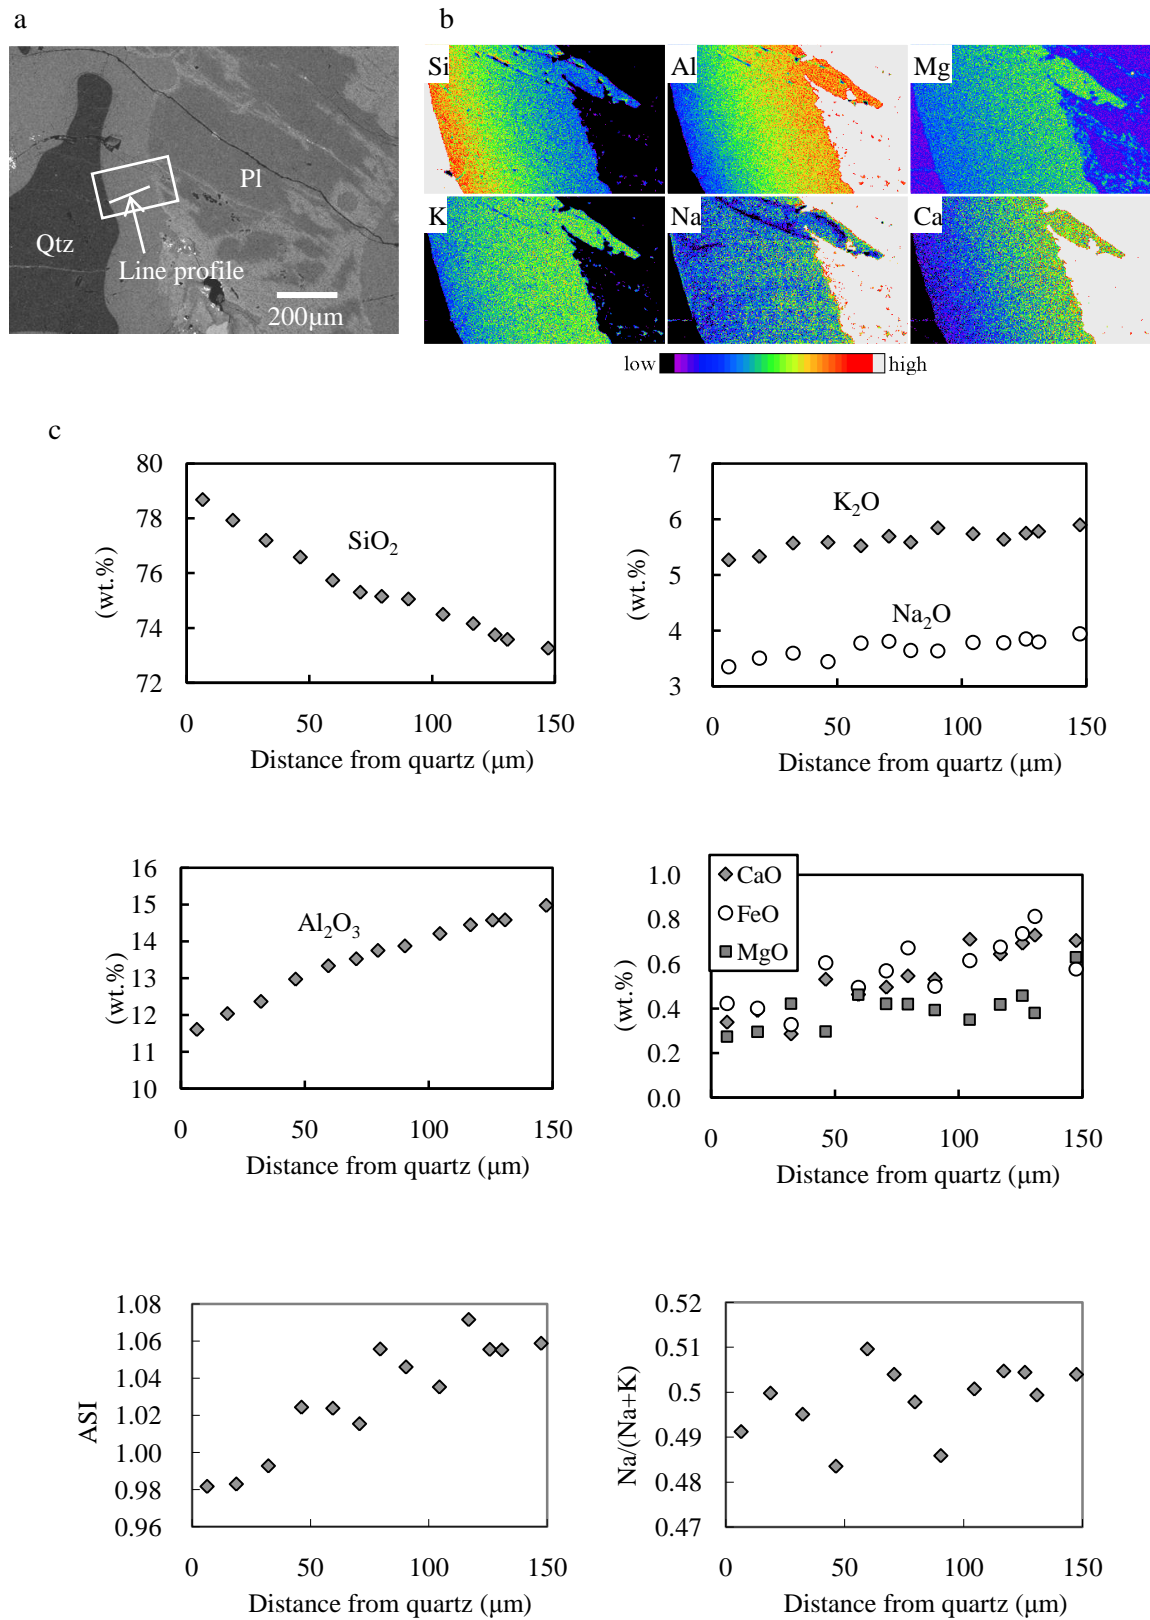 a
b
Pl
Qtz
Line profile
200μm
Si
Al
Mg
K
Na
Ca
low
high
c
80
78
76
74
72
(wt.%)
SiO₂
0
50
100
150
Distance from quartz (μm)
7
6
5
4
3
(wt.%)
K₂O
Na₂O
0
50
100
150
Distance from quartz (μm)
16
15
14
13
12
11
10
(wt.%)
Al₂O₃
0
50
100
150
Distance from quartz (μm)
1.0
0.8
0.6
0.4
0.2
0.0
(wt.%)
CaO
FeO
MgO
0
50
100
150
Distance from quartz (μm)
1.08
1.06
1.04
1.02
1.00
0.98
0.96
ASI
0
50
100
150
Distance from quartz (μm)
0.52
0.51
0.5
0.49
0.48
0.47
Na/(Na+K)
0
50
100
150
Distance from quartz (μm)